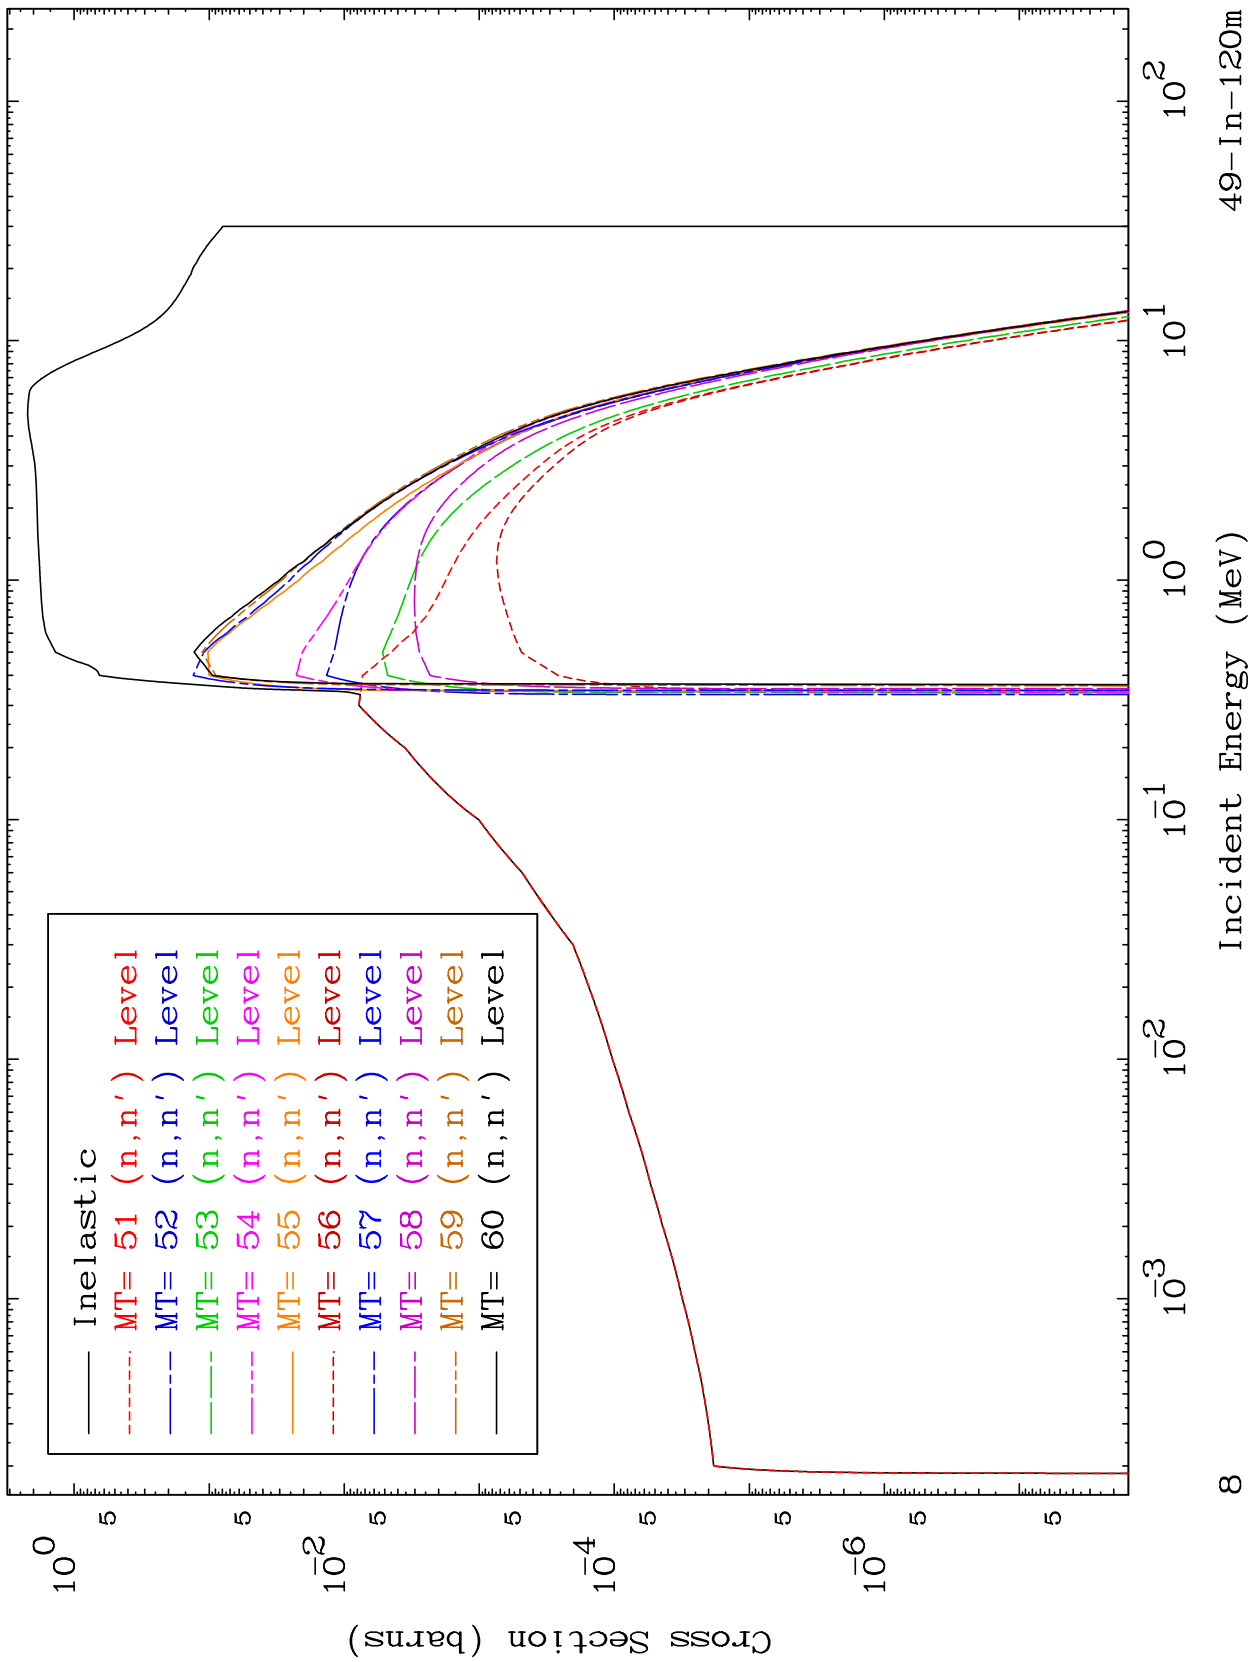 Inelastic
MT= 51 (n,n') Level
MT= 52 (n,n') Level
MT= 53 (n,n') Level
MT= 54 (n,n') Level
MT= 55 (n,n') Level
MT= 56 (n,n') Level
MT= 57 (n,n') Level
MT= 58 (n,n') Level
MT= 59 (n,n') Level
MT= 60 (n,n') Level
Cross Section (barns)
10^0
5
5
10^-2
5
5
10^-4
5
5
10^-6
5
5
10^-3
10^-2
10^-1
10^0
10^1
10^2
Incident Energy (MeV)
8
49-In-120m